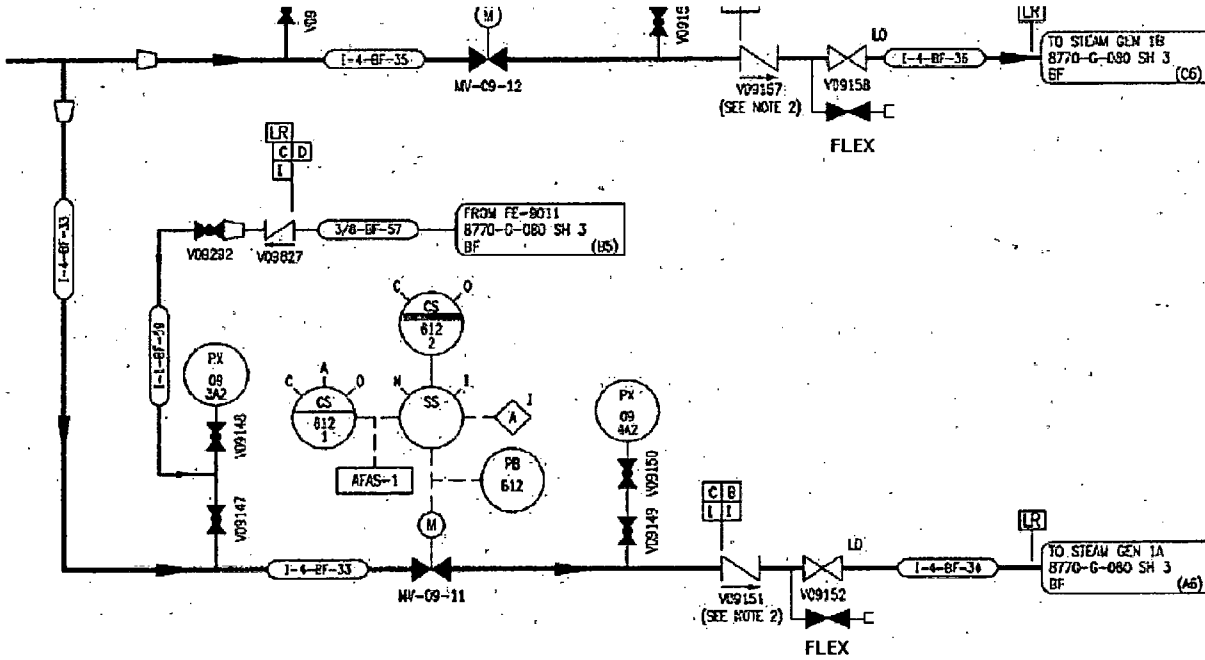 V09
M
V0915
LR
I-4-BF-35
MV-09-12
V09157
(SEE NOTE 2)
V09158
LO
I-4-BF-36
TO STEAM GEN 1B
8770-G-080 SH 3
BF (C6)
FLEX
LR
C D
I
I-4-BF-33
V09292
V09627
3/8-BF-57
FROM FE-9011
8770-G-080 SH 3
BF (B5)
I-1-BF-59
PX
09
3A2
V09148
V09147
C O
CS
612
2
C A O
CS
612
1
N I
SS
A
I
AFAS-1
PB
612
M
PX
09
4A2
V09150
V09149
C B
I I
I-4-BF-33
MV-09-11
V09151
(SEE NOTE 2)
V09152
LO
I-4-BF-34
LR
TO STEAM GEN 1A
8770-G-080 SH 3
BF (A6)
FLEX